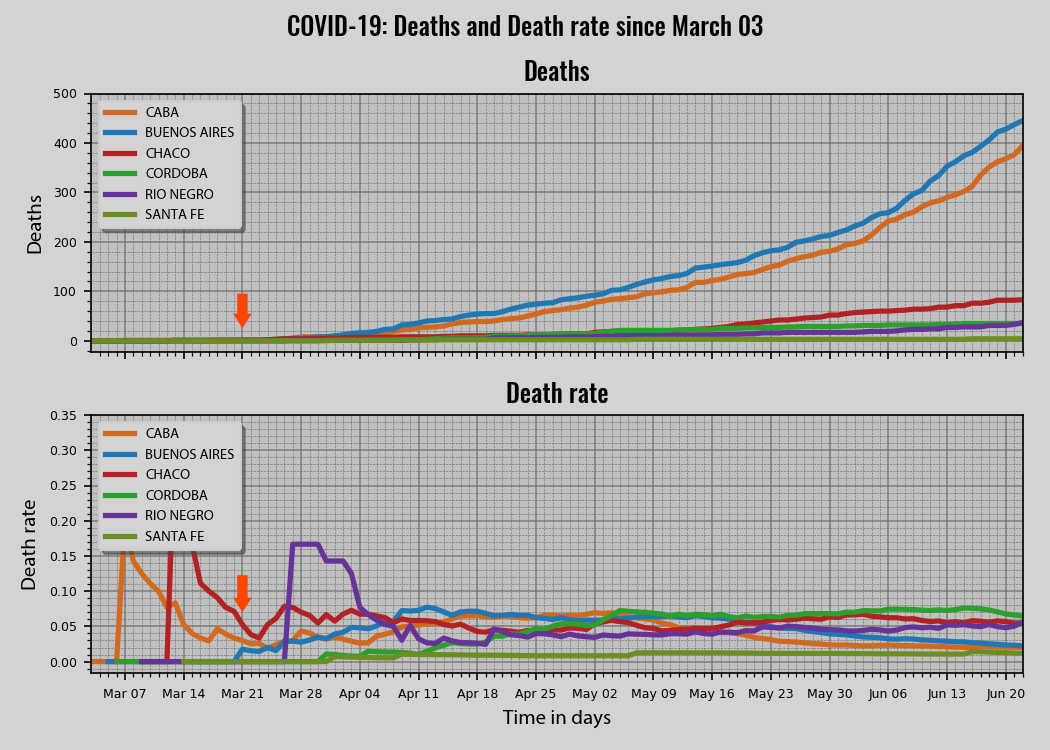 COVID-19: Deaths and Death rate since March 03
Deaths
500
400
300
200
100
0
Deaths
CABA
BUENOS AIRES
CHACO
CORDOBA
RIO NEGRO
SANTA FE
Death rate
0.35
0.30
0.25
0.20
0.15
0.10
0.05
0.00
Death rate
CABA
BUENOS AIRES
CHACO
CORDOBA
RIO NEGRO
SANTA FE
Mar 07 Mar 14 Mar 21 Mar 28 Apr 04 Apr 11 Apr 18 Apr 25 May 02 May 09 May 16 May 23 May 30 Jun 06 Jun 13 Jun 20
Time in days